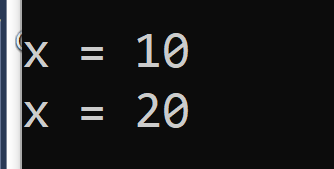 x = 10
x = 20